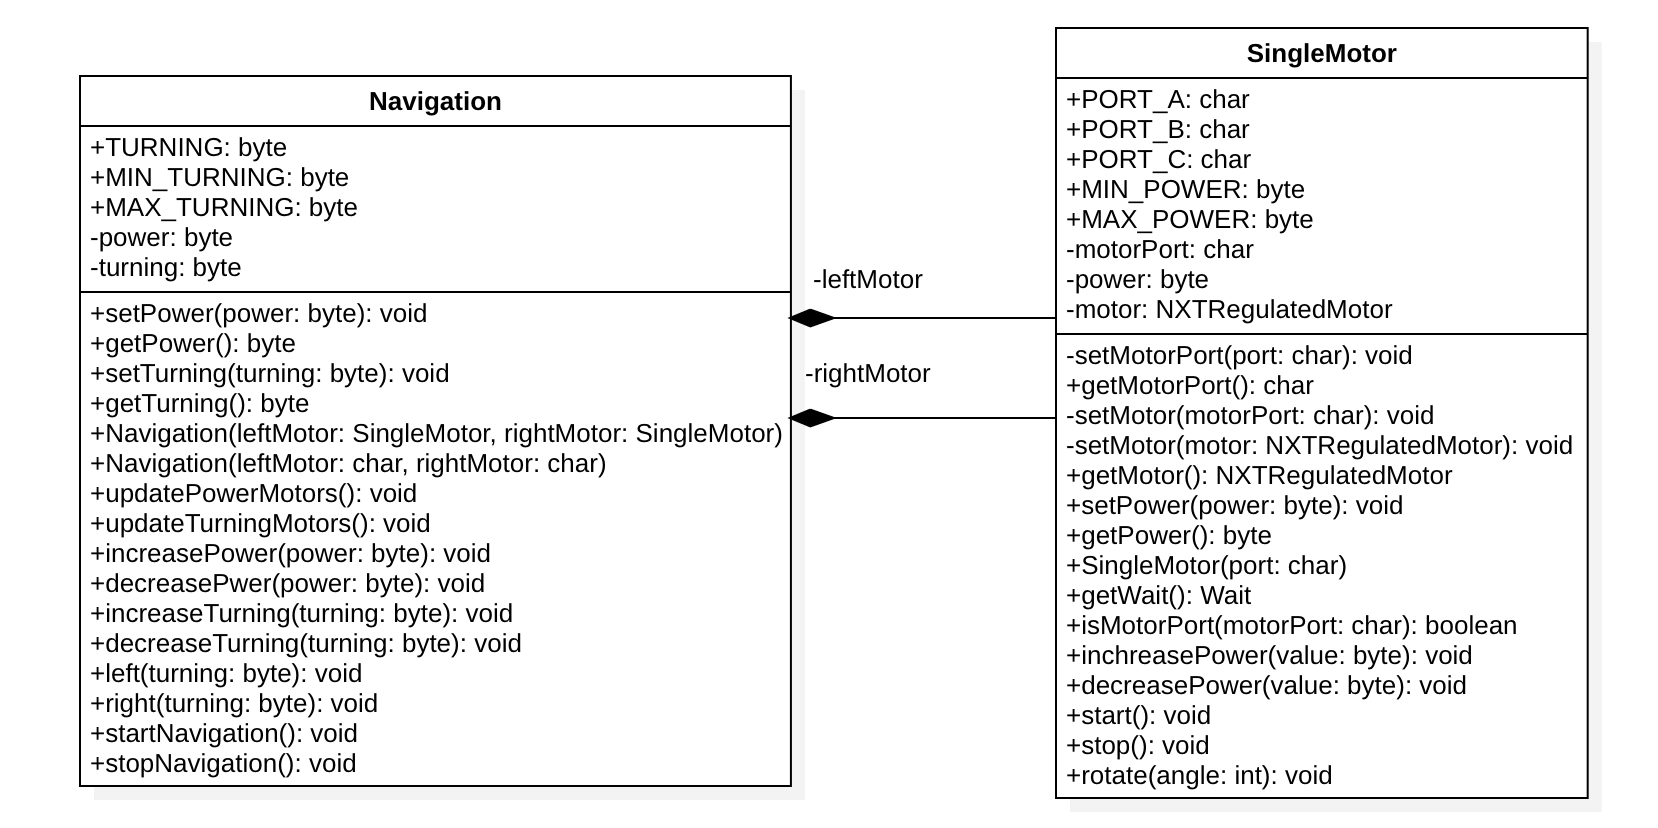 Navigation
+TURNING: byte
+MIN_TURNING: byte
+MAX_TURNING: byte
-power: byte
-turning: byte
+setPower(power: byte): void
+getPower(): byte
+setTurning(turning: byte): void
+getTurning(): byte
+Navigation(leftMotor: SingleMotor, rightMotor: SingleMotor)
+Navigation(leftMotor: char, rightMotor: char)
+updatePowerMotors(): void
+updateTurningMotors(): void
+increasePower(power: byte): void
+decreasePwer(power: byte): void
+increaseTurning(turning: byte): void
+decreaseTurning(turning: byte): void
+left(turning: byte): void
+right(turning: byte): void
+startNavigation(): void
+stopNavigation(): void
-leftMotor
-rightMotor
SingleMotor
+PORT_A: char
+PORT_B: char
+PORT_C: char
+MIN_POWER: byte
+MAX_POWER: byte
-motorPort: char
-power: byte
-motor: NXTRegulatedMotor
-setMotorPort(port: char): void
+getMotorPort(): char
-setMotor(motorPort: char): void
-setMotor(motor: NXTRegulatedMotor): void
+getMotor(): NXTRegulatedMotor
+setPower(power: byte): void
+getPower(): byte
+SingleMotor(port: char)
+getWait(): Wait
+isMotorPort(motorPort: char): boolean
+inchreasePower(value: byte): void
+decreasePower(value: byte): void
+start(): void
+stop(): void
+rotate(angle: int): void